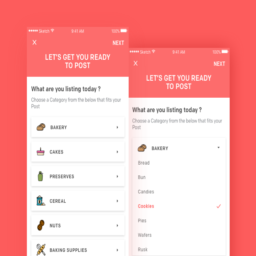 Sketch
9:41 AM
100%
X
NEXT
LET'S GET YOU READY
TO POST
What are you listing today ?
Choose a Category from the below that fits your
Post
BAKERY
CAKES
PRESERVES
CEREAL
NUTS
BAKING SUPPLIES
Sketch
9:41 AM
100%
X
NEXT
LET'S GET YOU READY
TO POST
What are you listing today ?
Choose a Category from the below that fits your
Post
BAKERY
Bread
Bar
Candies
Cookies
Pies
Wafers
Rusk